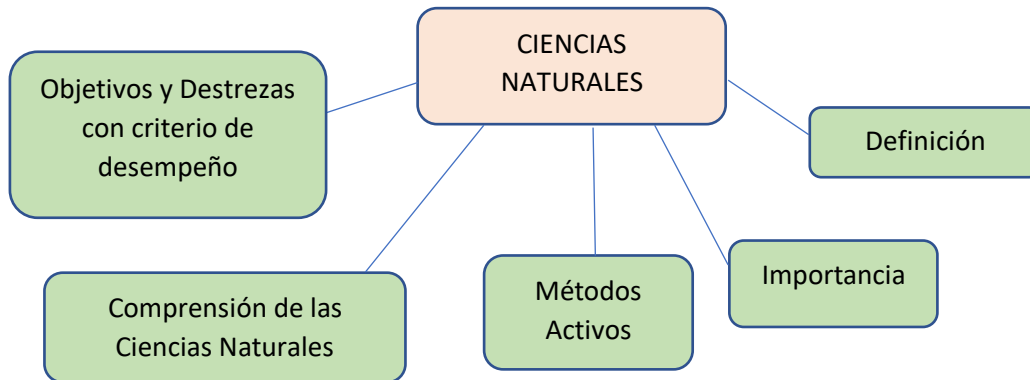 CIENCIAS
NATURALES
Objetivos y Destrezas
con criterio de
desempeño
Definición
Comprensión de las
Ciencias Naturales
Métodos
Activos
Importancia